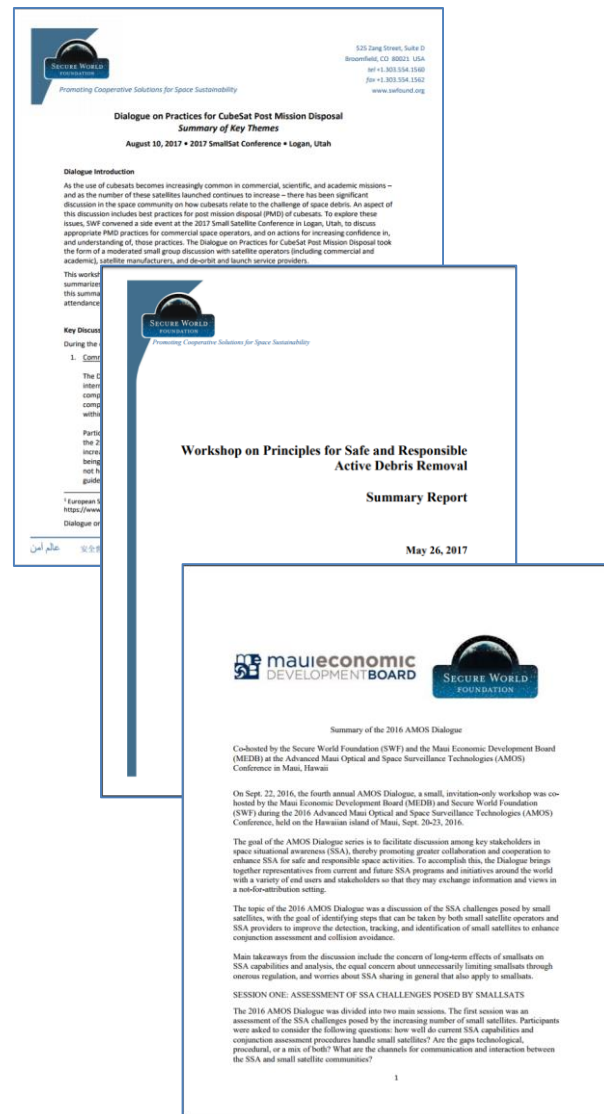 SECURE WORLD
FOUNDATION
Promoting Cooperative Solutions for Space Sustainability
525 Zang Street, Suite D
Broomfield, CO 80021 USA
tel +1.303.554.1560
fax +1.303.554.1562
www.swfound.org
Dialogue on Practices for CubeSat Post Mission Disposal
Summary of Key Themes
August 10, 2017 • 2017 SmallSat Conference • Logan, Utah
Dialogue Introduction
As the use of cubesats becomes increasingly common in commercial, scientific, and academic missions –
and as the number of these satellites launched continues to increase – there has been significant
discussion in the space community on how cubesats relate to the challenge of space debris. An aspect of
this discussion includes best practices for post mission disposal (PMD) of cubesats. To explore these
issues, SWF convened a side event at the 2017 Small Satellite Conference in Logan, Utah, to discuss
appropriate PMD practices for commercial space operators, and on actions for increasing confidence in,
and understanding of, those practices. The Dialogue on Practices for CubeSat Post Mission Disposal took
the form of a moderated small group discussion with satellite operators (including commercial and
academic), satellite manufacturers, and de-orbit and launch service providers.
This worksh
summarizes
this summa
attendance
Key Discuss
During the
1. Comm
The D
intern
comp
comp
within
Partic
the 2
increa
being
not h
guide
1 European S
https://www
Dialogue or
عالم آمن
SECURE WORLD
FOUNDATION
Promoting Cooperative Solutions for Space Sustainability
Workshop on Principles for Safe and Responsible
Active Debris Removal
Summary Report
May 26, 2017
mauieconomic
DEVELOPMENTBOARD
SECURE WORLD
FOUNDATION
Summary of the 2016 AMOS Dialogue
Co-hosted by the Secure World Foundation (SWF) and the Maui Economic Development Board
(MEDB) at the Advanced Maui Optical and Space Surveillance Technologies (AMOS)
Conference in Maui, Hawaii
On Sept. 22, 2016, the fourth annual AMOS Dialogue, a small, invitation-only workshop was co-
hosted by the Maui Economic Development Board (MEDB) and Secure World Foundation
(SWF) during the 2016 Advanced Maui Optical and Space Surveillance Technologies (AMOS)
Conference, held on the Hawaiian island of Maui, Sept. 20-23, 2016.
The goal of the AMOS Dialogue series is to facilitate discussion among key stakeholders in
space situational awareness (SSA), thereby promoting greater collaboration and cooperation to
enhance SSA for safe and responsible space activities. To accomplish this, the Dialogue brings
together representatives from current and future SSA programs and initiatives around the world
with a variety of end users and stakeholders so that they may exchange information and views in
a not-for-attribution setting.
The topic of the 2016 AMOS Dialogue was a discussion of the SSA challenges posed by small
satellites, with the goal of identifying steps that can be taken by both small satellite operators and
SSA providers to improve the detection, tracking, and identification of small satellites to enhance
conjunction assessment and collision avoidance.
Main takeaways from the discussion include the concern of long-term effects of smallsats on
SSA capabilities and analysis, the equal concern about unnecessarily limiting smallsats through
onerous regulation, and worries about SSA sharing in general that also apply to smallsats.
SESSION ONE: ASSESSMENT OF SSA CHALLENGES POSED BY SMALLSATS
The 2016 AMOS Dialogue was divided into two main sessions. The first session was an
assessment of the SSA challenges posed by the increasing number of small satellites. Participants
were asked to consider the following questions: how well do current SSA capabilities and
conjunction assessment procedures handle small satellites? Are the gaps technological,
procedural, or a mix of both? What are the channels for communication and interaction between
the SSA and small satellite communities?
1